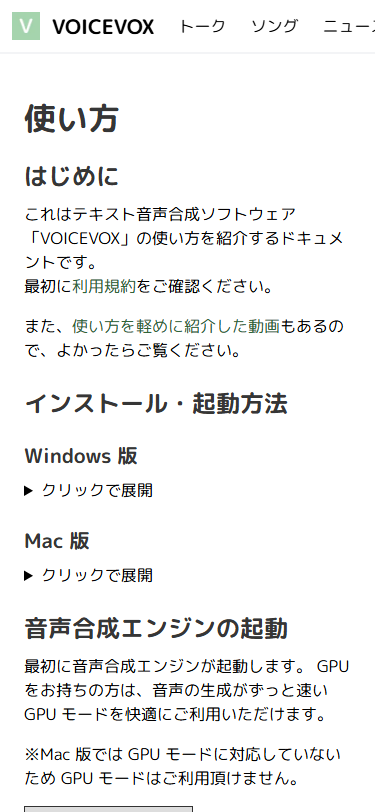 V VOICEVOX トーク ソング ニュース
使い方
はじめに
これはテキスト音声合成ソフトウェア
「VOICEVOX」の使い方を紹介するドキュメ
ントです。
最初に利用規約をご確認ください。
また、使い方を軽めに紹介した動画もあるの
で、よかったらご覧ください。
インストール・起動方法
Windows 版
▶ クリックで展開
Mac 版
▶ クリックで展開
音声合成エンジンの起動
最初に音声合成エンジンが起動します。 GPU
をお持ちの方は、音声の生成がずっと速い
GPU モードを快適にご利用いただけます。
※Mac 版では GPU モードに対応していない
ため GPU モードはご利用頂けません。